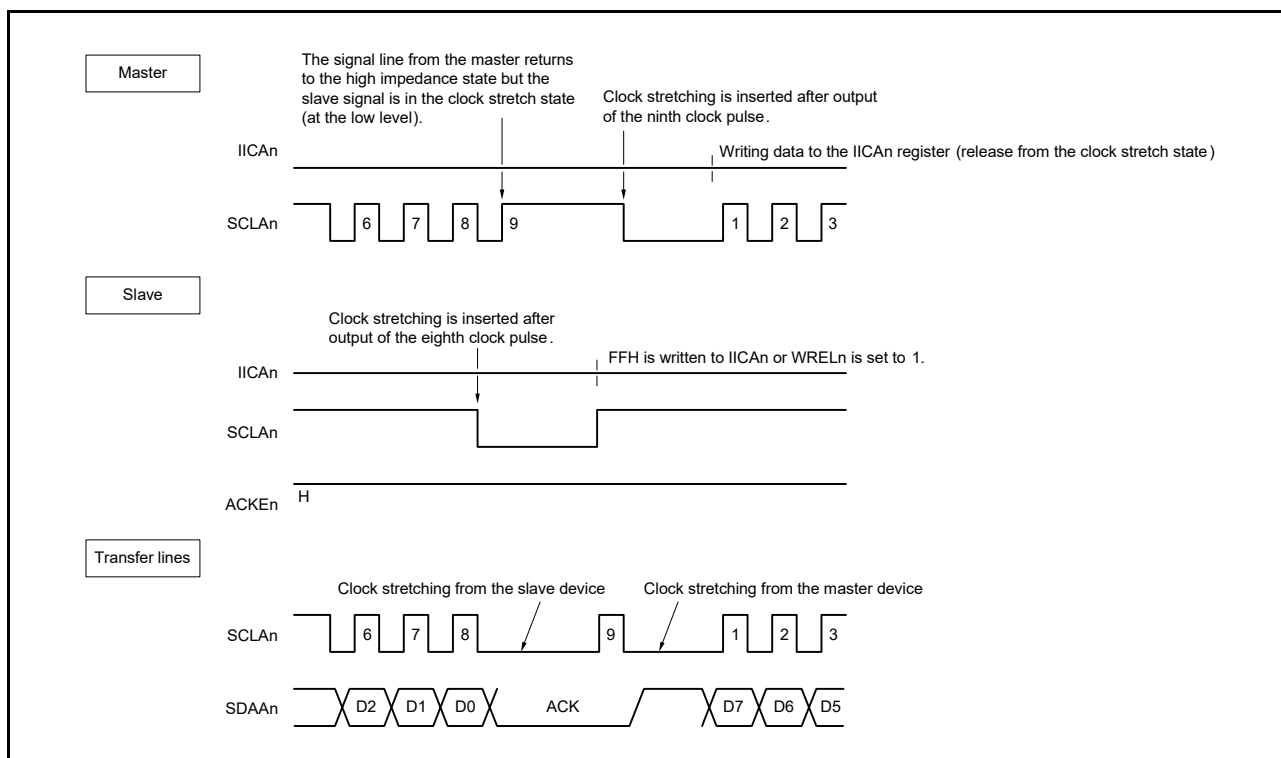 Master
The signal line from the master returns
to the high impedance state but the
slave signal is in the clock stretch state
(at the low level).
Clock stretching is inserted after output
of the ninth clock pulse.
IICAn
Writing data to the IICAn register (release from the clock stretch state)
SCLAn
6 7 8 9 1 2 3
Slave
Clock stretching is inserted after
output of the eighth clock pulse.
IICAn
FFH is written to IICAn or WRELn is set to 1.
SCLAn
ACKEn
H
Transfer lines
Clock stretching from the slave device
Clock stretching from the master device
SCLAn
6 7 8 9 1 2 3
SDAAn
D2 D1 D0 ACK D7 D6 D5